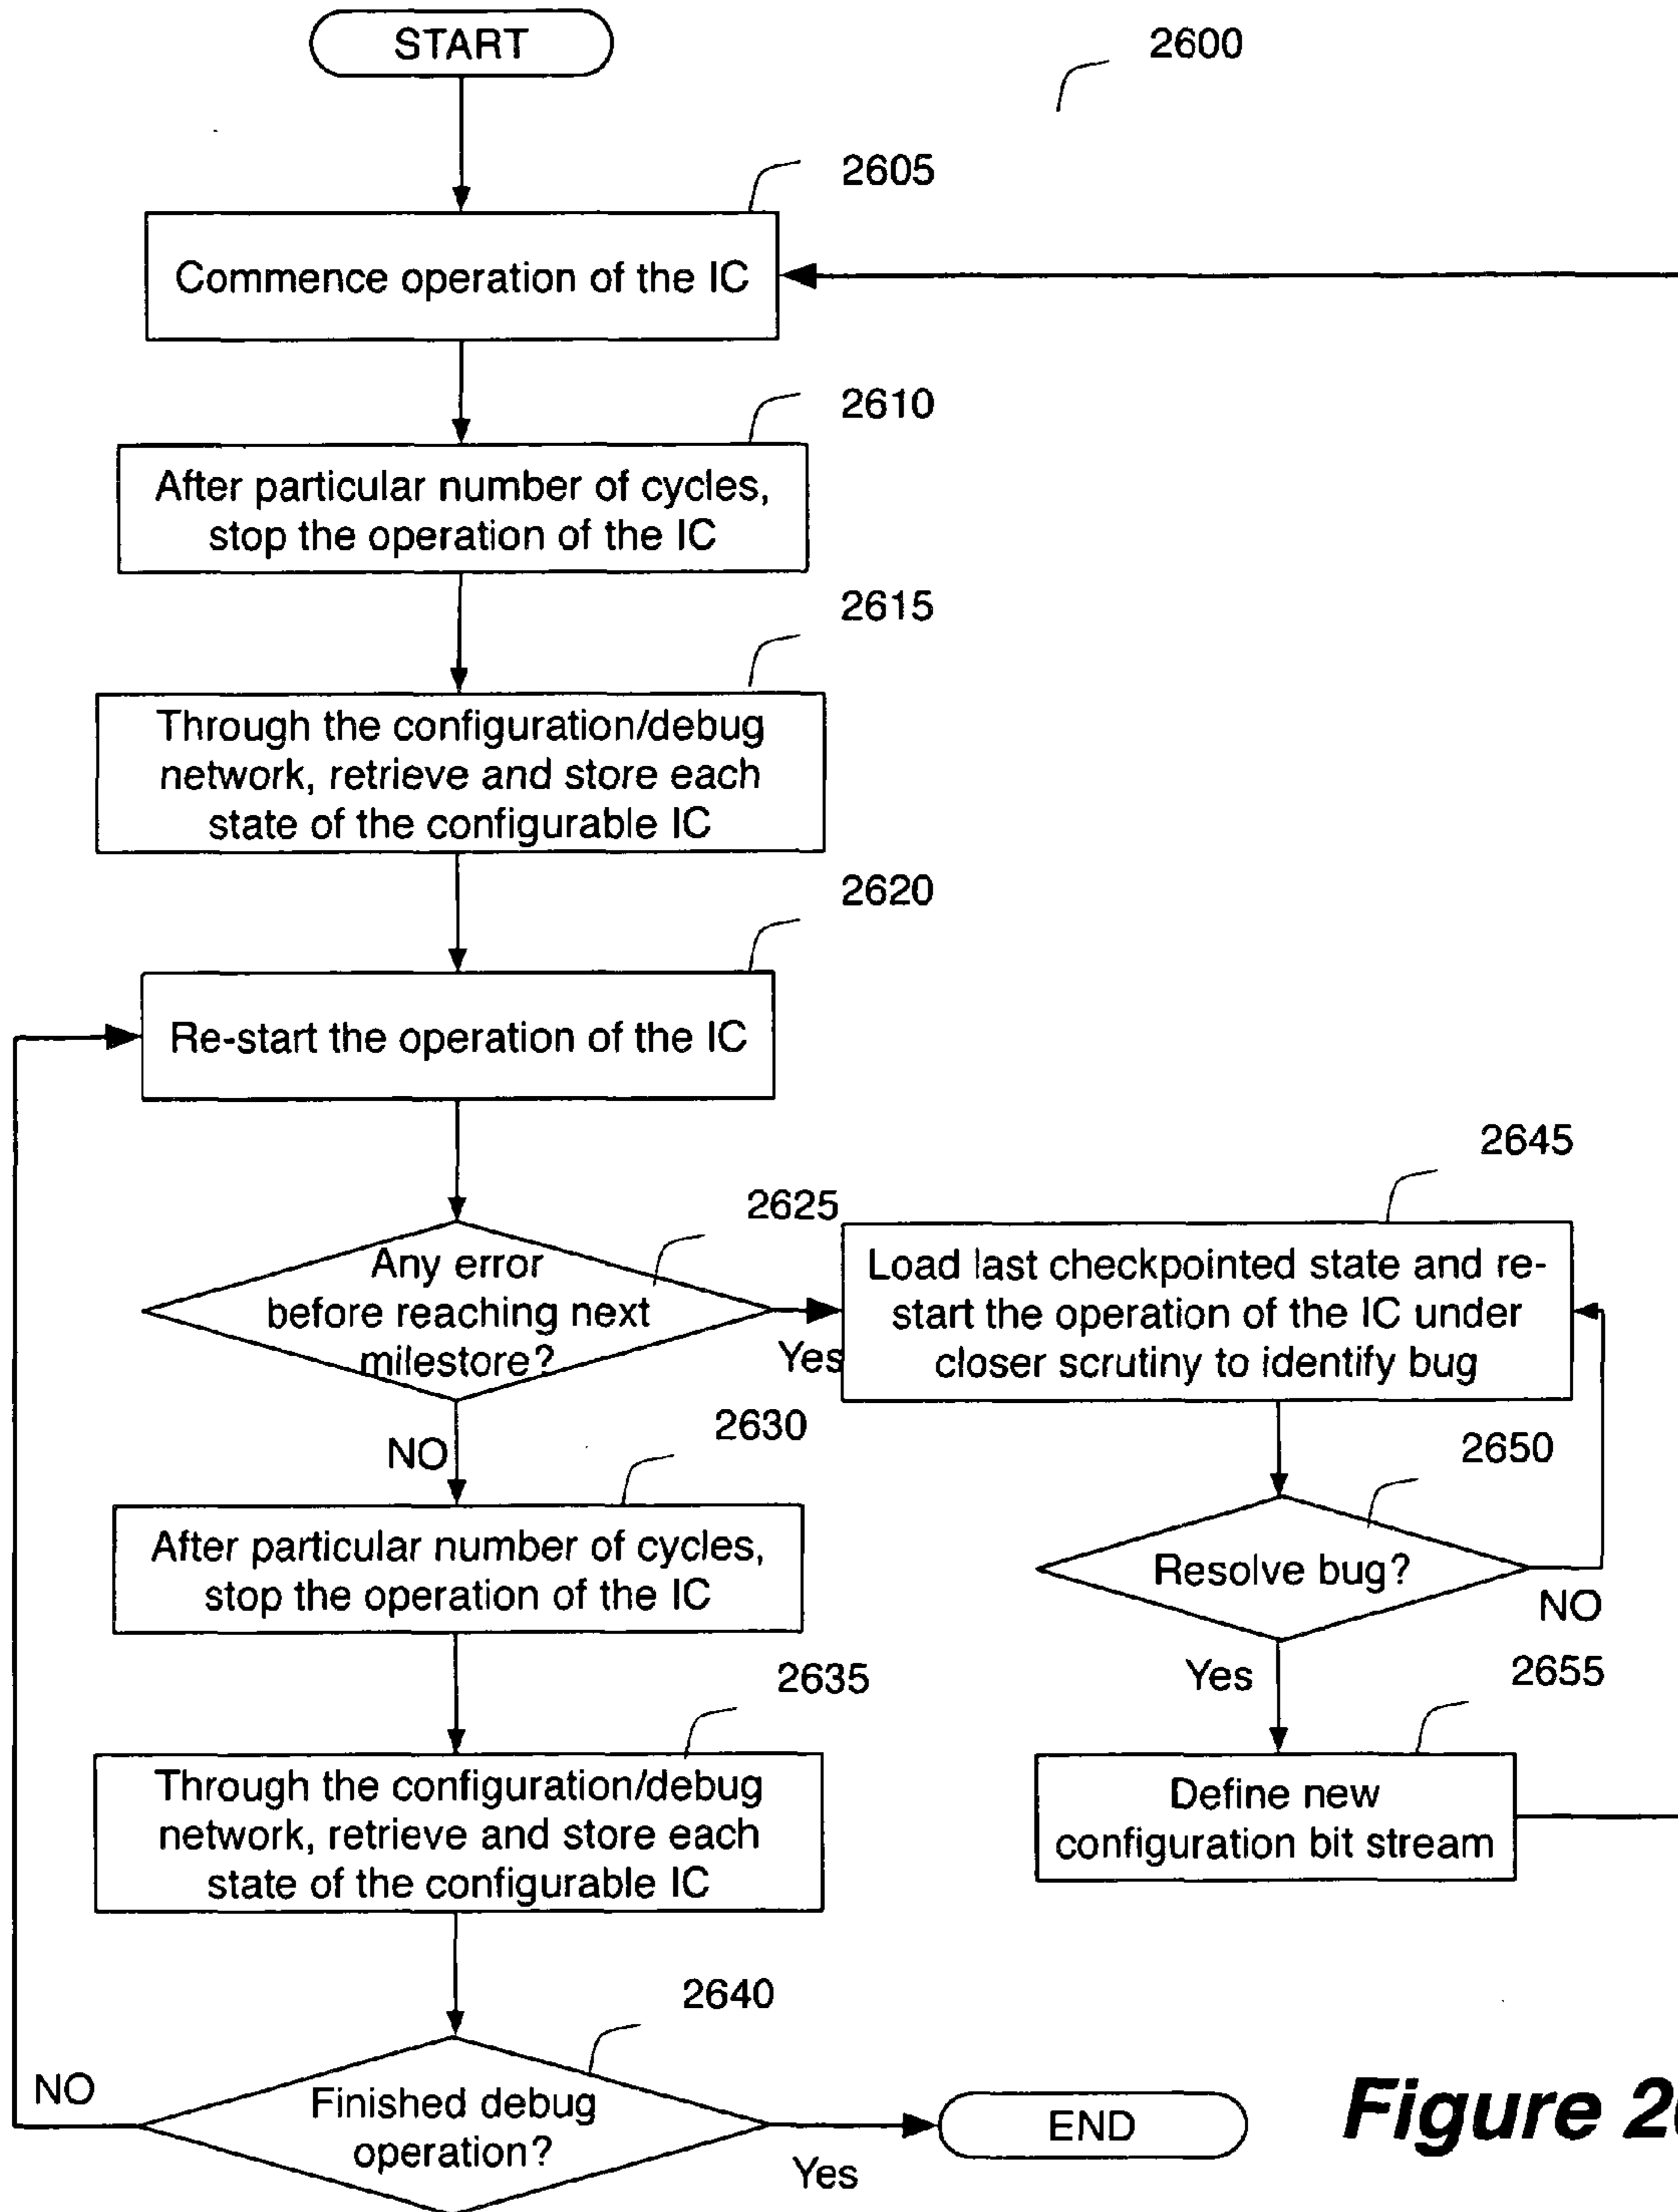 START
2600
2605
Commence operation of the IC
2610
After particular number of cycles,
stop the operation of the IC
2615
Through the configuration/debug
network, retrieve and store each
state of the configurable IC
2620
Re-start the operation of the IC
2625
Any error
before reaching next
milestore?
Yes
NO
2645
Load last checkpointed state and re-
start the operation of the IC under
closer scrutiny to identify bug
2650
Resolve bug?
NO
Yes
2655
Define new
configuration bit stream
2630
After particular number of cycles,
stop the operation of the IC
2635
Through the configuration/debug
network, retrieve and store each
state of the configurable IC
2640
Finished debug
operation?
NO
Yes
END
Figure 2